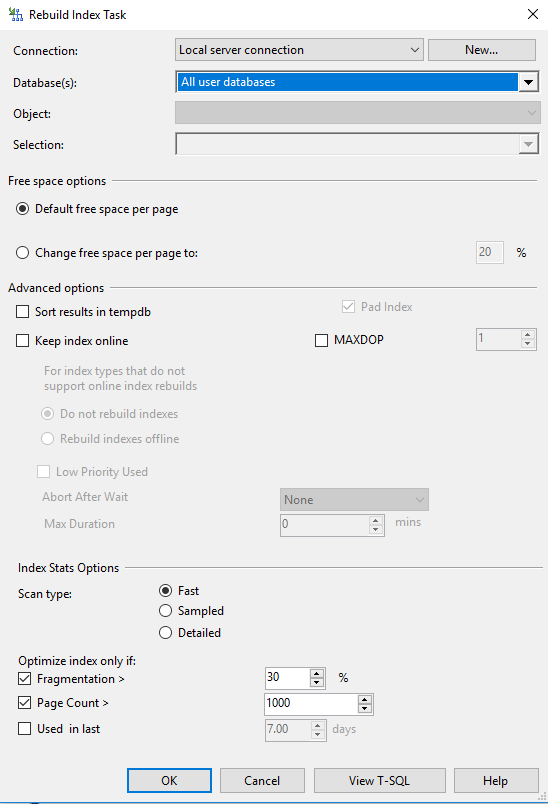 Rebuild Index Task
Connection: Local server connection New...
Database(s): All user databases
Object:
Selection:
Free space options
Default free space per page
Change free space per page to: 20 %
Advanced options
Sort results in tempdb Pad Index
Keep index online MAXDOP 1
For index types that do not
support online index rebuilds
Do not rebuild indexes
Rebuild indexes offline
Low Priority Used
Abort After Wait None
Max Duration 0 mins
Index Stats Options
Scan type: Fast
Sampled
Detailed
Optimize index only if:
Fragmentation > 30 %
Page Count > 1000
Used in last 7.00 days
OK Cancel View T-SQL Help